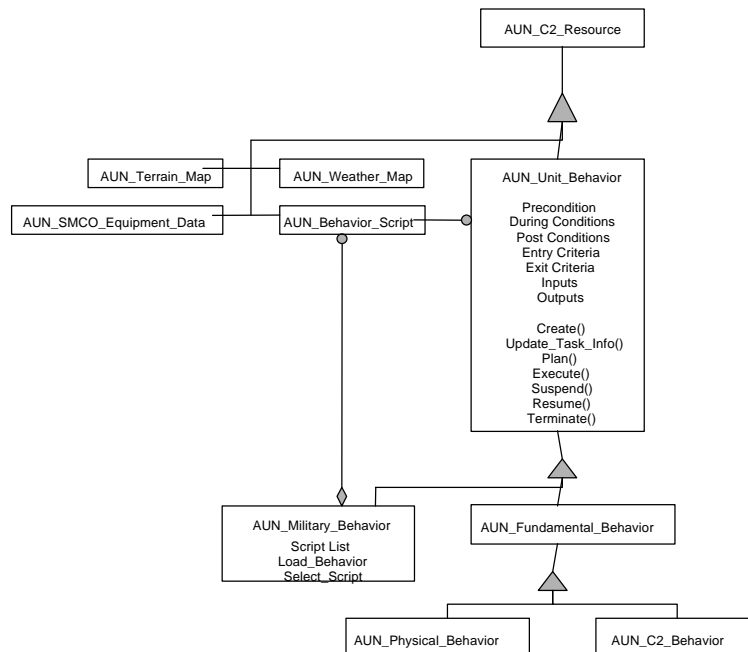 AUN_C2_Resource
AUN_Terrain_Map
AUN_Weather_Map
AUN_SMCO_Equipment_Data
AUN_Behavior_Script
AUN_Unit_Behavior
Precondition
During Conditions
Post Conditions
Entry Criteria
Exit Criteria
Inputs
Outputs
Create()
Update_Task_Info()
Plan()
Execute()
Suspend()
Resume()
Terminate()
AUN_Military_Behavior
Script List
Load_Behavior
Select_Script
AUN_Fundamental_Behavior
AUN_Physical_Behavior
AUN_C2_Behavior